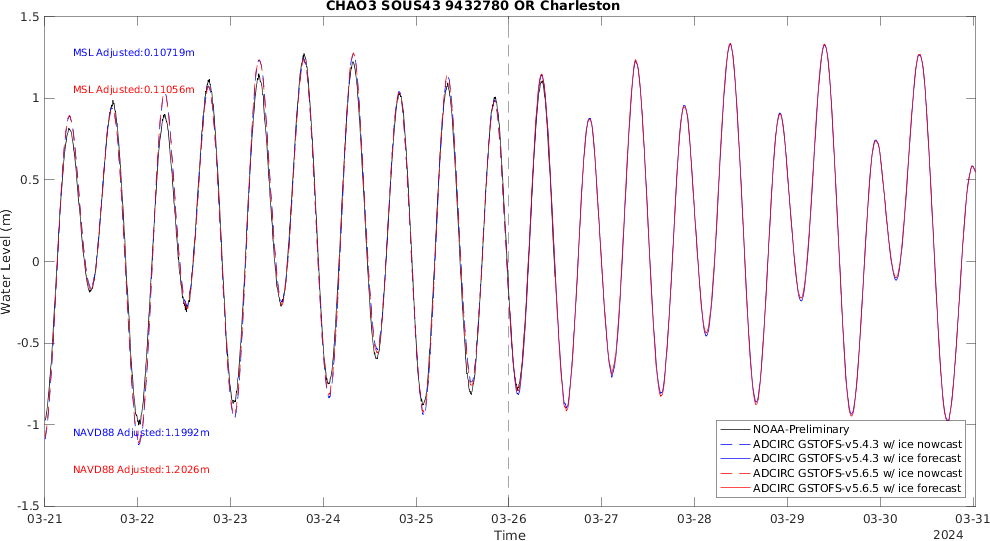 CHAO3 SOUS43 9432780 OR Charleston
1.5
MSL Adjusted:0.10719m
MSL Adjusted:0.11056m
1
0.5
Water Level (m)
0
-0.5
-1
NAVD88 Adjusted:1.1992m
NAVD88 Adjusted:1.2026m
-1.5
NOAA-Preliminary
ADCIRC GSTOFS-v5.4.3 w/ ice nowcast
ADCIRC GSTOFS-v5.4.3 w/ ice forecast
ADCIRC GSTOFS-v5.6.5 w/ ice nowcast
ADCIRC GSTOFS-v5.6.5 w/ ice forecast
03-21 03-22 03-23 03-24 03-25 03-26 03-27 03-28 03-29 03-30 03-31
Time
2024